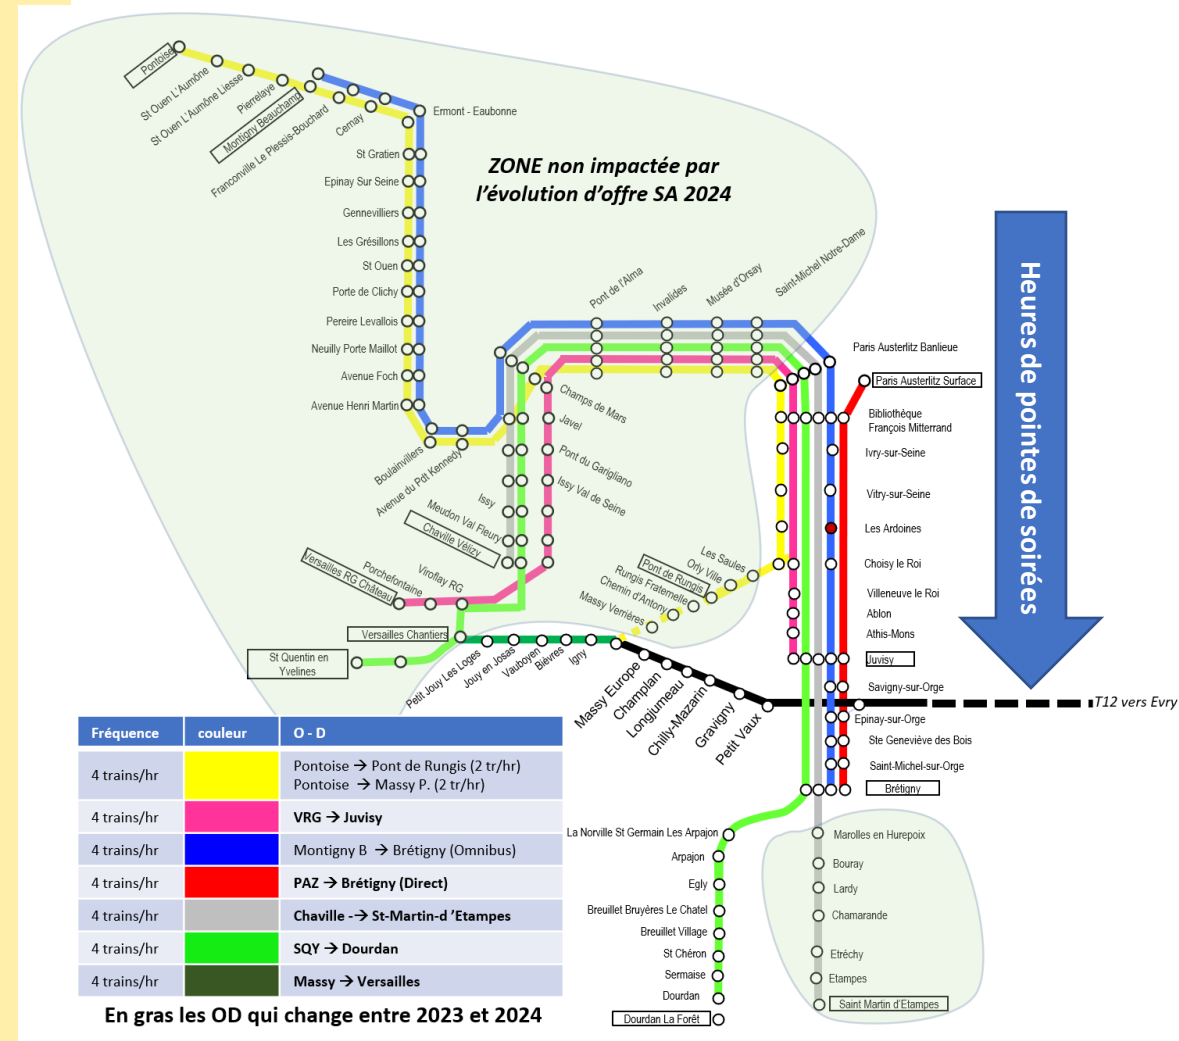 Pontoise
St Ouen L'Aumône
St Ouen L'Aumône Liesse
Pierrelaye
Montigny Beauchamp
Franconville Le Plessis-Bouchard
Cernay
Ermont - Eaubonne
St Gratien
Epinay Sur Seine
Gennevilliers
Les Grésillons
St Ouen
Porte de Clichy
Pereire Levallois
Neuilly Porte Maillot
Avenue Foch
Avenue Henri Martin
Boulainvilliers
Avenue du Pdt Kennedy
ZONE non impactée par
l'évolution d'offre SA 2024
Pont de l'Alma
Invalides
Musée d'Orsay
Saint-Michel Notre-Dame
Champs de Mars
Javel
Pont du Garigliano
Issy Val de Seine
Issy
Meudon Val Fleury
Chaville Vélizy
Versailles RG Château
Porchefontaine
Viroflay RG
Versailles Chantiers
St Quentin en
Yvelines
Petit Jouy Les Loges
Jouy en Josas
Vauboyen
Bièvres
Igny
Massy Verrières
Chemin d'Antony
Rungis Fraternelle
Pont de Rungis
Orly Ville
Les Saules
Massy Europe
Champlan
Longjumeau
Chilly-Mazarin
Gravigny
Petit Vaux
Paris Austerlitz Banlieue
Paris Austerlitz Surface
Bibliothèque
François Mitterrand
Ivry-sur-Seine
Vitry-sur-Seine
Les Ardoines
Choisy le Roi
Villeneuve le Roi
Ablon
Athis-Mons
Juvisy
Savigny-sur-Orge
T12 vers Evry
Epinay-sur-Orge
Ste Geneviève des Bois
Saint-Michel-sur-Orge
Brétigny
Heures de pointes de soirées
La Norville St Germain Les Arpajon
Arpajon
Egly
Breuillet Bruyères Le Chatel
Breuillet Village
St Chéron
Sermaise
Dourdan
Dourdan La Forêt
Marolles en Hurepoix
Bouray
Lardy
Chamarande
Etréchy
Etampes
Saint Martin d'Etampes
Fréquence couleur O - D
4 trains/hr Pontoise → Pont de Rungis (2 tr/hr)
Pontoise → Massy P. (2 tr/hr)
4 trains/hr VRG → Juvisy
4 trains/hr Montigny B → Brétigny (Omnibus)
4 trains/hr PAZ → Brétigny (Direct)
4 trains/hr Chaville -→ St-Martin-d 'Etampes
4 trains/hr SQY → Dourdan
4 trains/hr Massy → Versailles
En gras les OD qui change entre 2023 et 2024